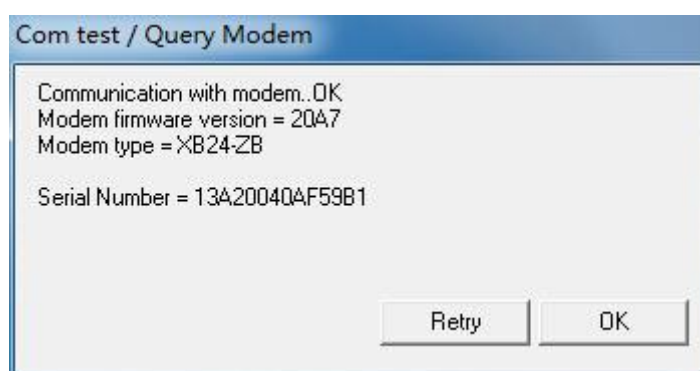 Com test / Query Modem
Communication with modem..OK
Modem firmware version = 20A7
Modem type = XB24-ZB
Serial Number = 13A20040AF59B1
Retry
OK